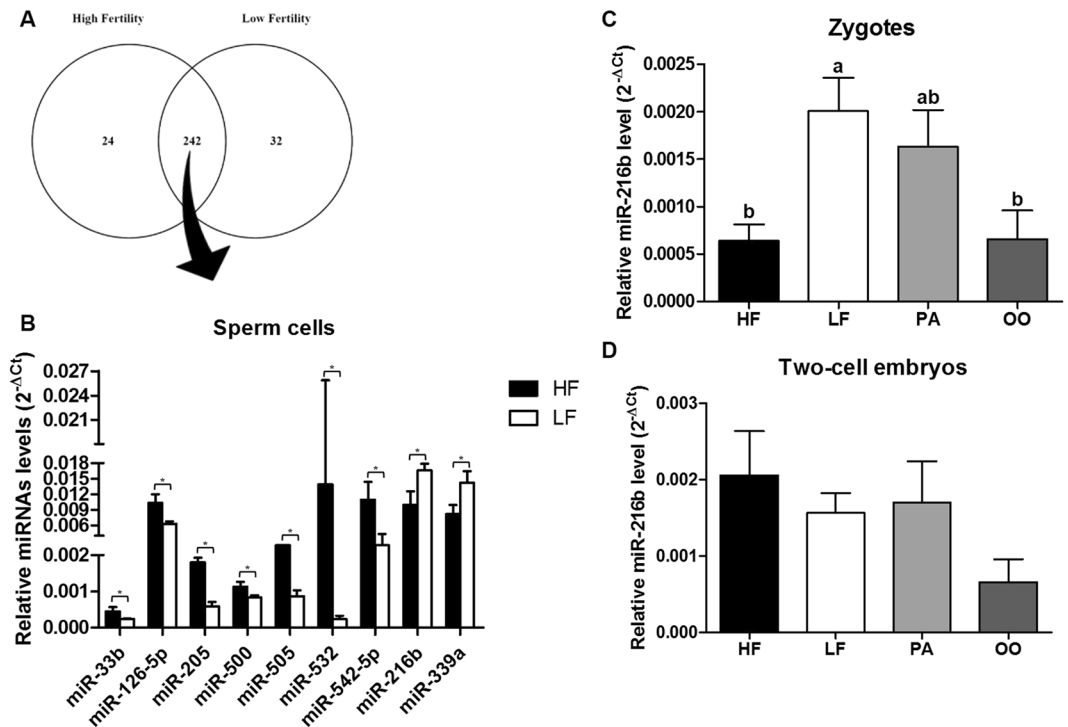 A
High Fertility
Low Fertility
24
242
32
B
Sperm cells
Relative miRNAs levels (2^-ΔCt)
0.027
0.024
0.021
0.018
0.015
0.012
0.009
0.006
0.002
0.001
0.000
*
*
*
*
*
*
*
*
*
miR-33b
miR-126-5p
miR-205
miR-500
miR-505
miR-532
miR-542-5p
miR-216b
miR-339a
HF
LF
C
Zygotes
Relative miR-216b level (2^-ΔCt)
0.0025
0.0020
0.0015
0.0010
0.0005
0.0000
b
a
ab
b
HF
LF
PA
OO
D
Two-cell embryos
Relative miR-216b level (2^-ΔCt)
0.003
0.002
0.001
0.000
HF
LF
PA
OO